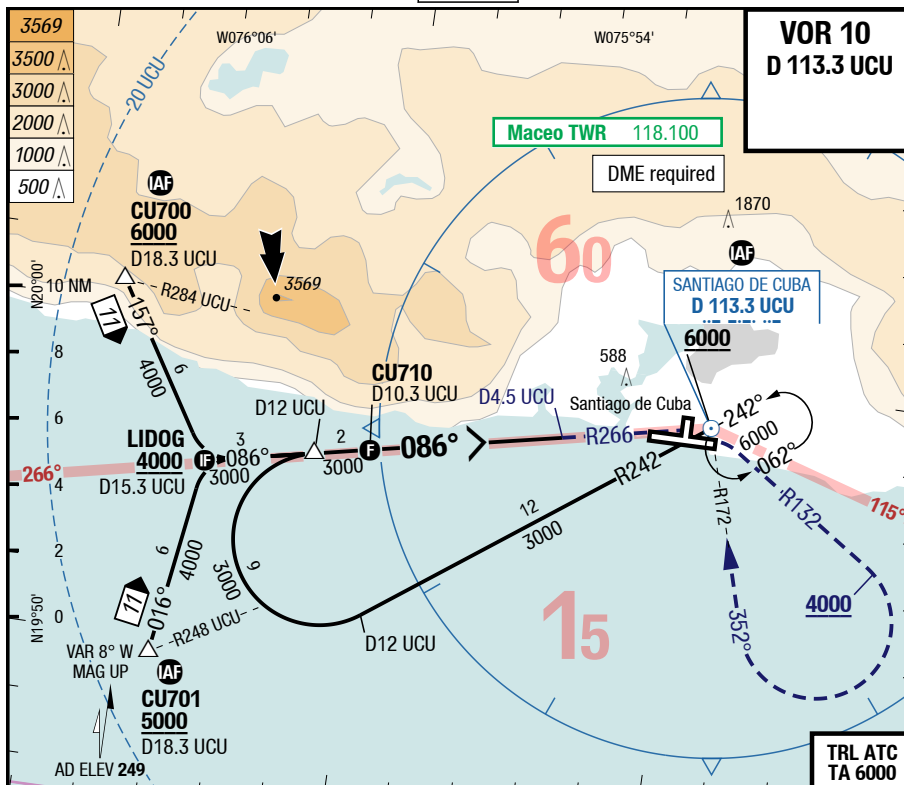 3569
3500
3000
2000
1000
500
W076°06'
W075°54'
VOR 10
D 113.3 UCU
20 UCU
Maceo TWR 118.100
DME required
1870
IAF
CU700
6000
D18.3 UCU
IAF
60
SANTIAGO DE CUBA
D 113.3 UCU
6000
N20°00'
10 NM
R284 UCU
3569
11
157°
6
4000
8
588
CU710
D10.3 UCU
D12 UCU
D4.5 UCU
Santiago de Cuba
6
LIDOG
4000
D15.3 UCU
IF
3
086°
3000
2
3000
F
086°
R266
242°
6000
062°
266°
4
R242
R172
R132
115°
6
4000
12
3000
9
3000
2
11
016°
R248 UCU
4000
352°
15
N19°50'
0
D12 UCU
VAR 8° W
MAG UP
IAF
CU701
5000
D18.3 UCU
AD ELEV 249
TRL ATC
TA 6000